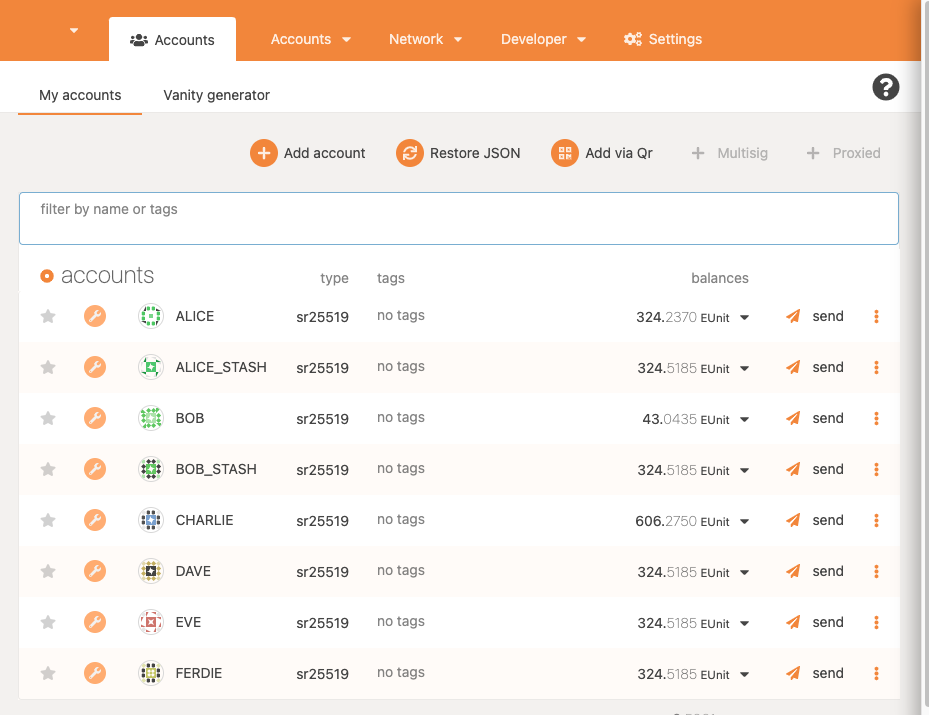 Accounts Accounts Network Developer Settings
My accounts Vanity generator
Add account Restore JSON Add via Qr Multisig Proxied
filter by name or tags
accounts type tags balances
ALICE sr25519 no tags 324.2370 EUnit send
ALICE_STASH sr25519 no tags 324.5185 EUnit send
BOB sr25519 no tags 43.0435 EUnit send
BOB_STASH sr25519 no tags 324.5185 EUnit send
CHARLIE sr25519 no tags 606.2750 EUnit send
DAVE sr25519 no tags 324.5185 EUnit send
EVE sr25519 no tags 324.5185 EUnit send
FERDIE sr25519 no tags 324.5185 EUnit send